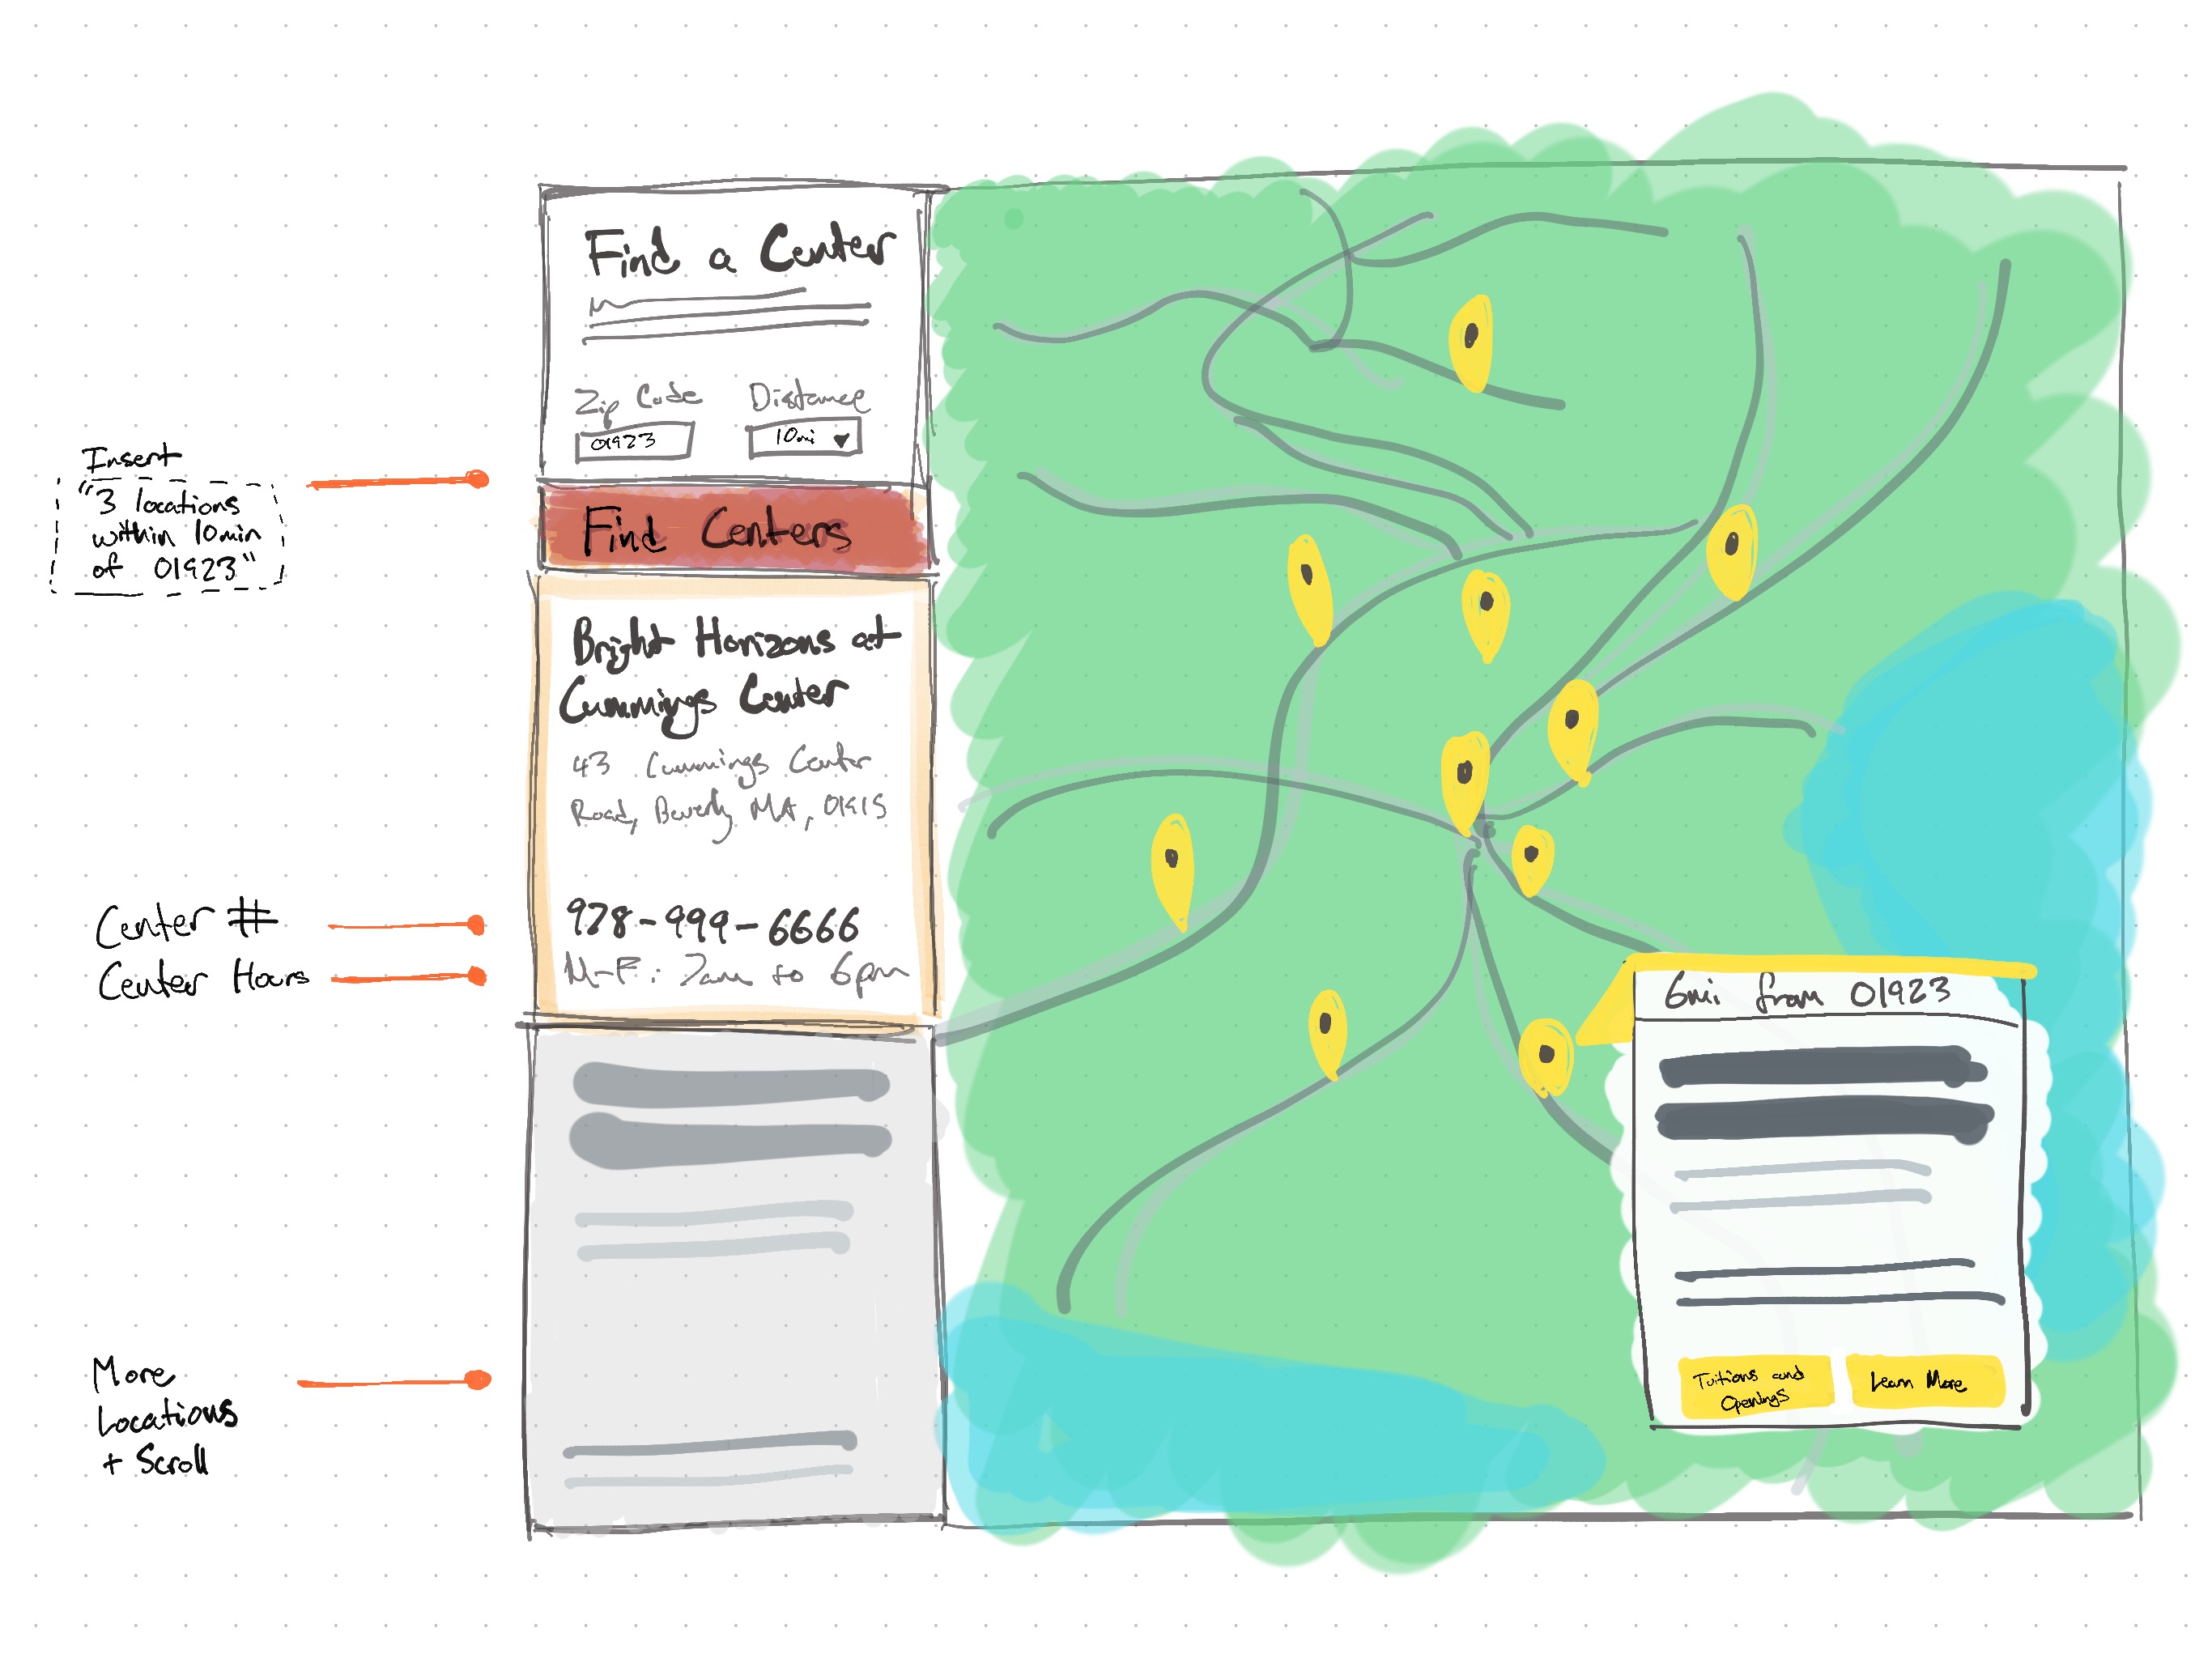 Insert
"3 locations
within 10min
of 01923"
Center #
Center Hours
More
Locations
+ Scroll
Find a Center
Zip Code Distance
01923 10mi
Find Centers
Bright Horizons at
Cummings Center
43 Cummings Center
Road, Beverly MA, 01915
978-999-6666
M-F: 7am to 6pm
6mi from 01923
Tuitions and
Openings
Learn More